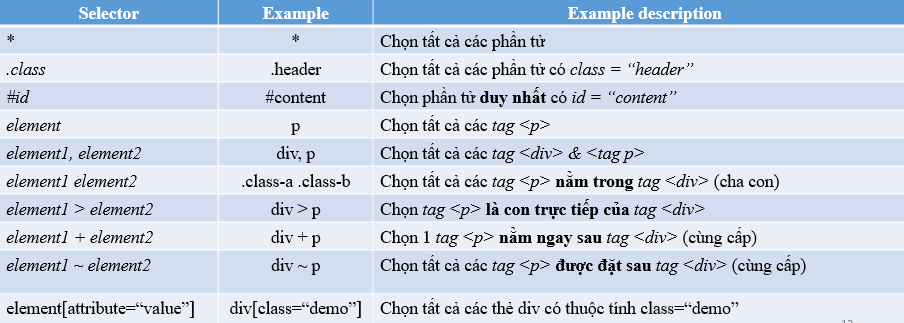 Selector Example Example description
* * Chọn tất cả các phần tử
.class .header Chọn tất cả các phần tử có class = “header”
#id #content Chọn phần tử duy nhất có id = “content”
element p Chọn tất cả các tag <p>
element1, element2 div, p Chọn tất cả các tag <div> & <tag p>
element1 element2 .class-a .class-b Chọn tất cả các tag <p> nằm trong tag <div> (cha con)
element1 > element2 div > p Chọn tag <p> là con trực tiếp của tag <div>
element1 + element2 div + p Chọn 1 tag <p> nằm ngay sau tag <div> (cùng cấp)
element1 ~ element2 div ~ p Chọn tất cả các tag <p> được đặt sau tag <div> (cùng cấp)
element[attribute=“value”] div[class=“demo”] Chọn tất cả các thẻ div có thuộc tính class=“demo”